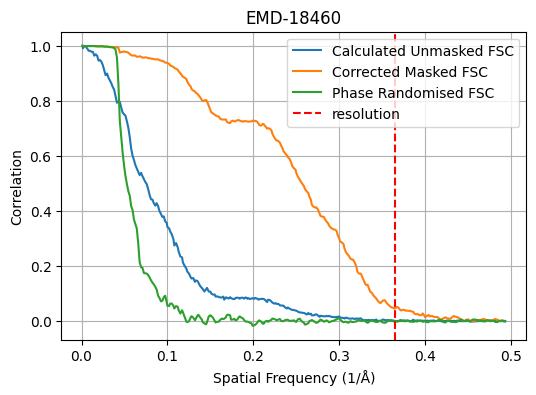 EMD-18460
Calculated Unmasked FSC
Corrected Masked FSC
Phase Randomised FSC
resolution
Correlation
1.0
0.8
0.6
0.4
0.2
0.0
0.0 0.1 0.2 0.3 0.4 0.5
Spatial Frequency (1/Å)